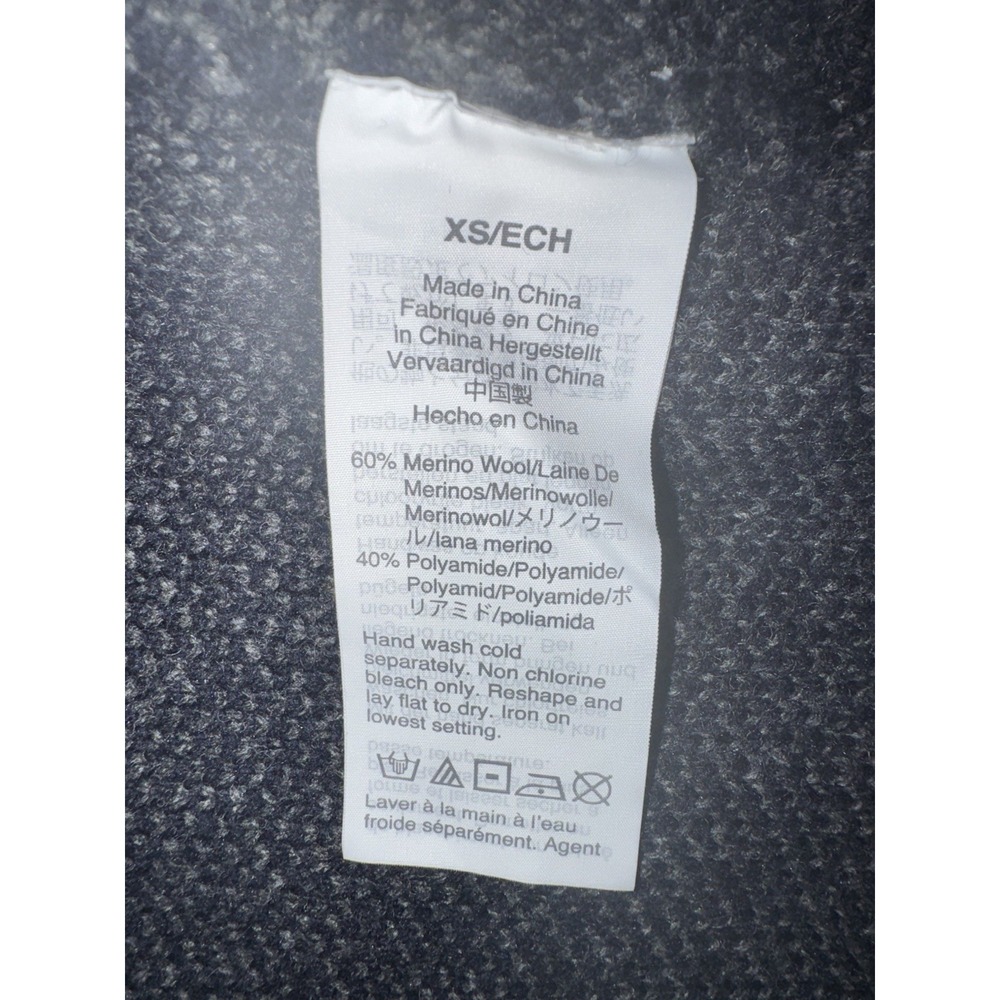 XS/ECH
Made in China
Fabriqué en Chine
In China Hergestellt
Vervaardigd in China
中国製
Hecho en China
60% Merino Wool/Laine De
Merinos/Merinowolle/
Merinowol/メリノウー
ル/lana merino
40% Polyamide/Polyamide/
Polyamid/Polyamide/ポ
リアミド/poliamida
Hand wash cold
separately. Non chlorine
bleach only. Reshape and
lay flat to dry. Iron on
lowest setting.
Laver à la main à l'eau
froide séparément. Agent